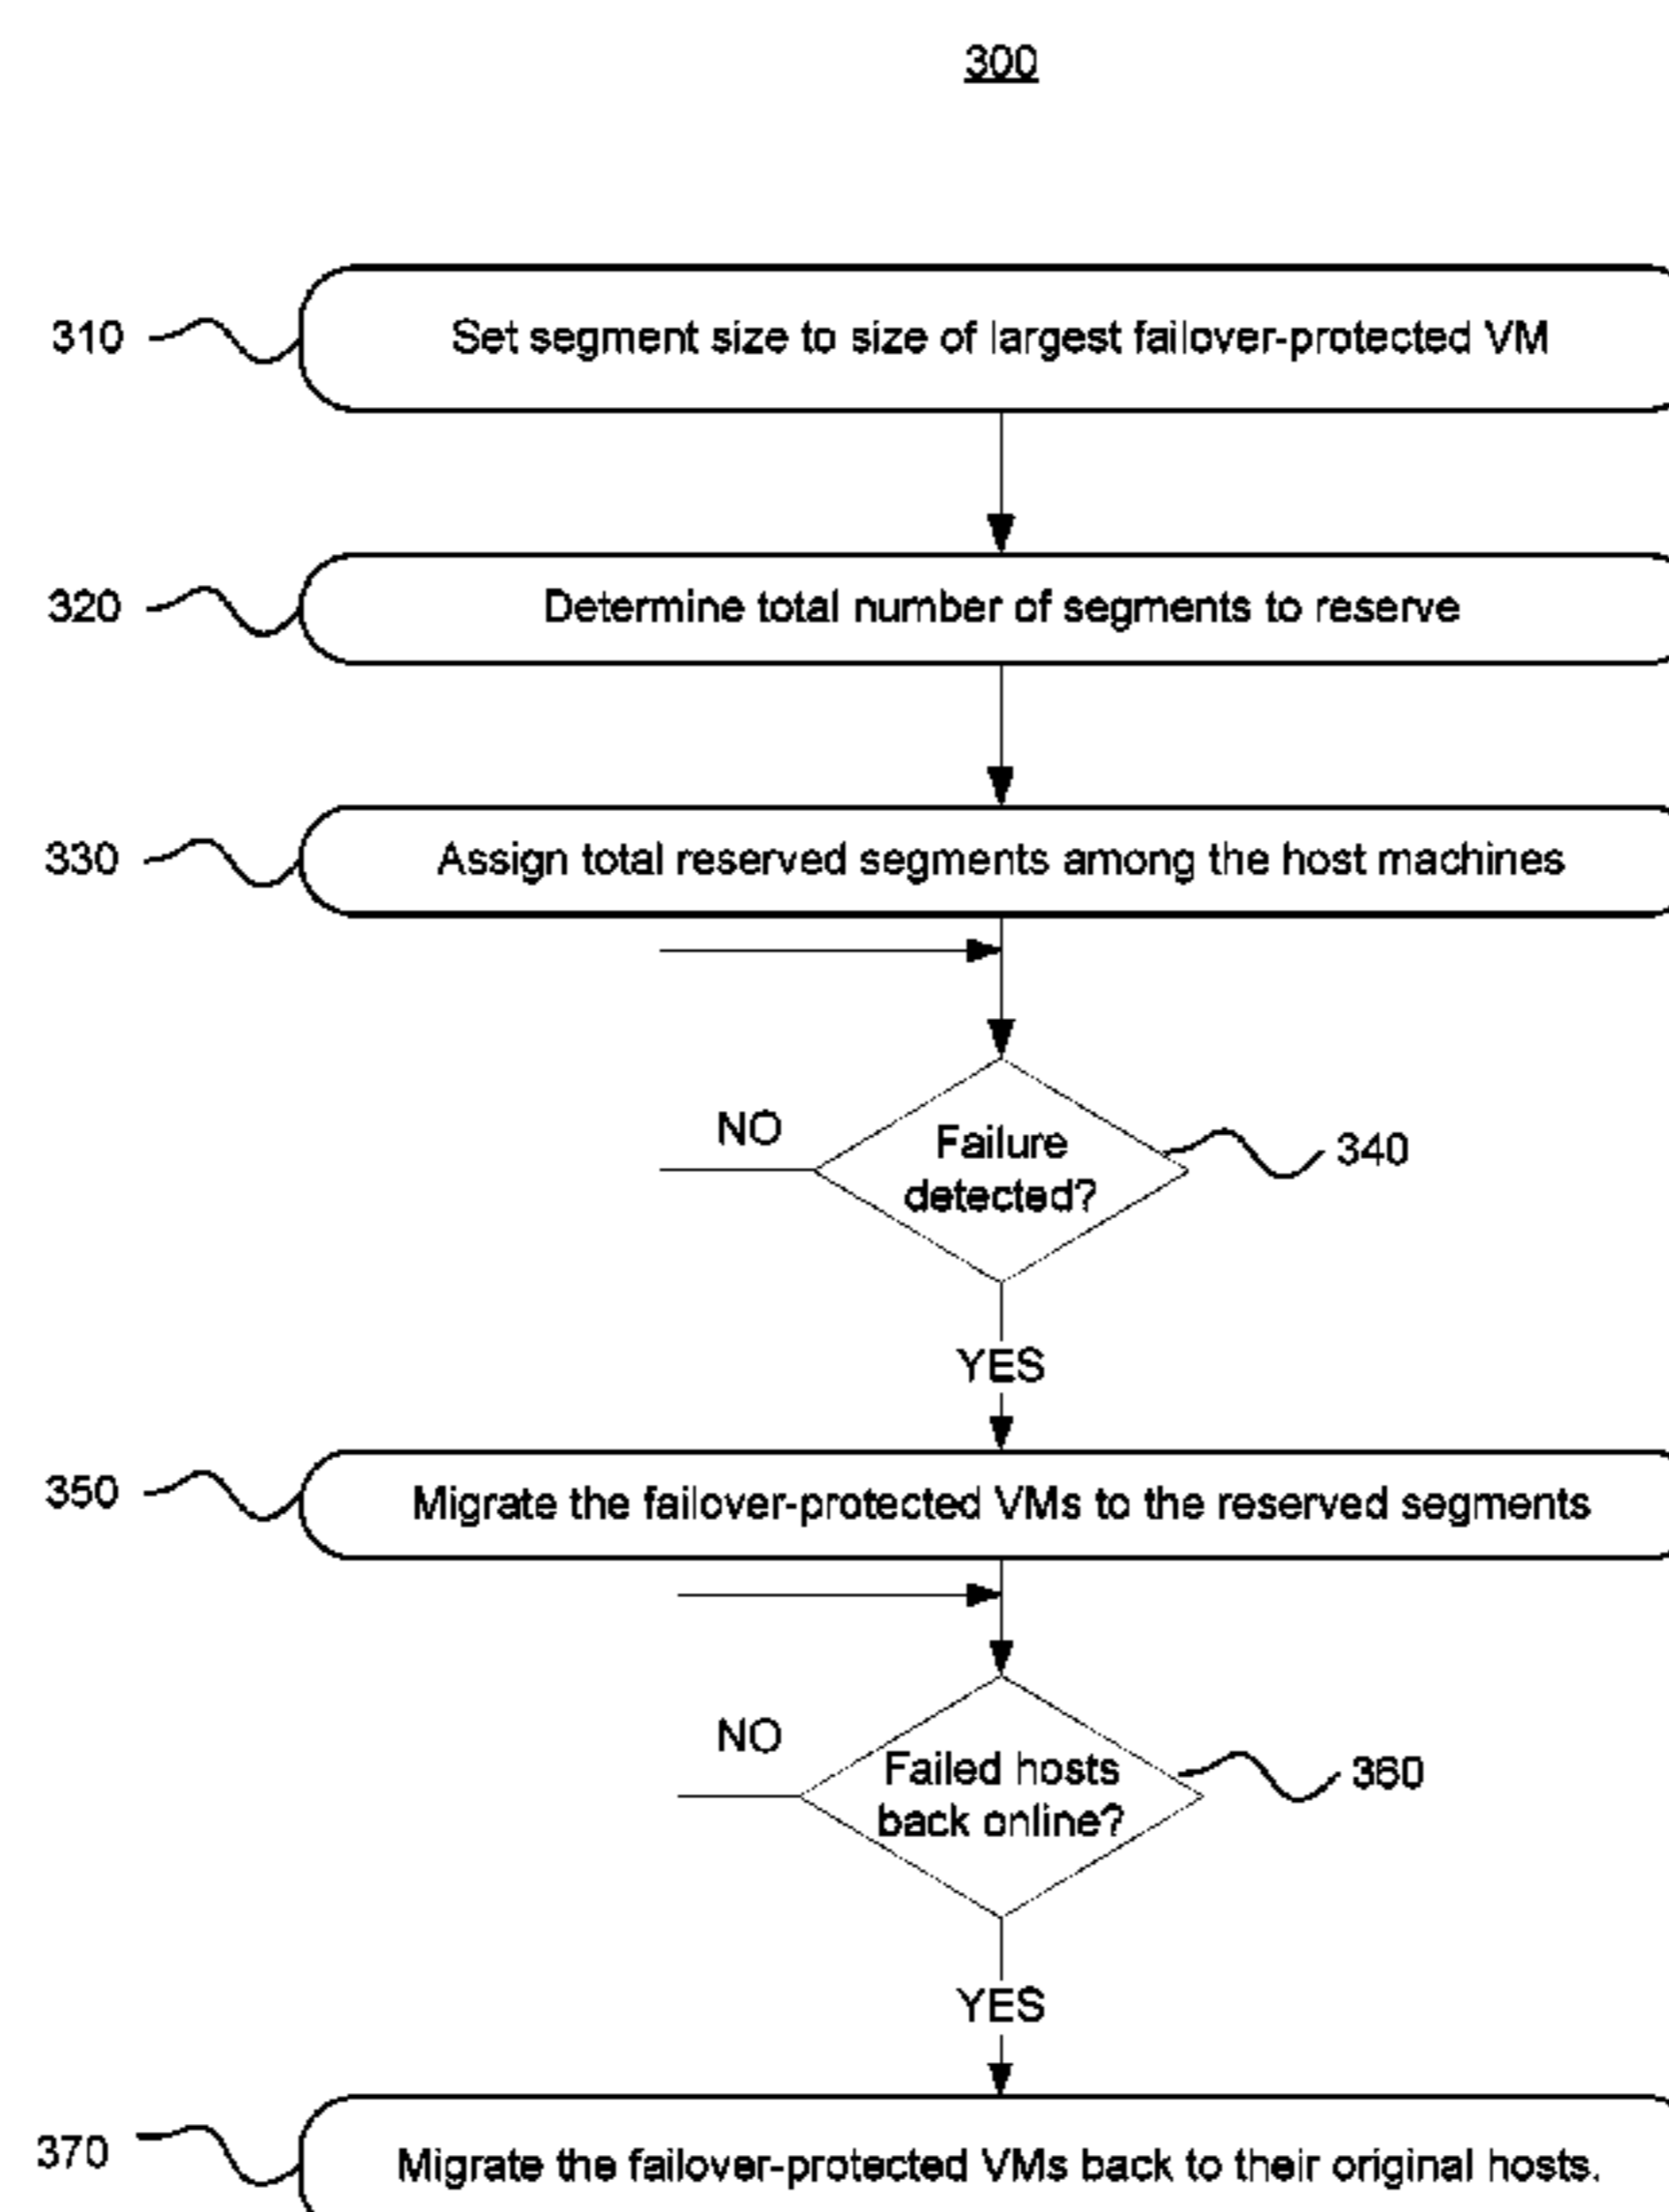 300
310
Set segment size to size of largest failover-protected VM
320
Determine total number of segments to reserve
330
Assign total reserved segments among the host machines
NO
Failure
detected?
340
YES
350
Migrate the failover-protected VMs to the reserved segments
NO
Failed hosts
back online?
360
YES
370
Migrate the failover-protected VMs back to their original hosts.